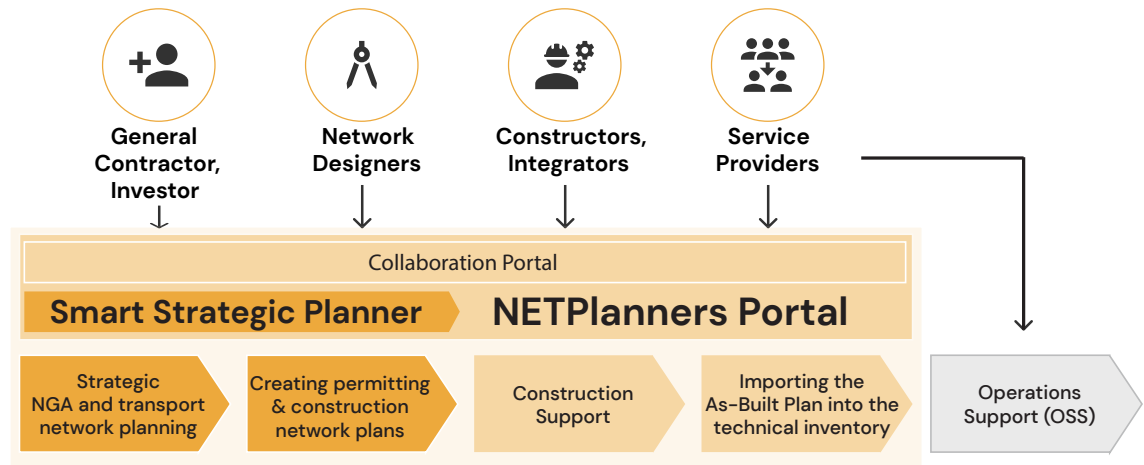 General
Contractor,
Investor
Network
Designers
Constructors,
Integrators
Service
Providers
Collaboration Portal
Smart Strategic Planner
NETPlanners Portal
Strategic
NGA and transport
network planning
Creating permitting
& construction
network plans
Construction
Support
Importing the
As-Built Plan into the
technical inventory
Operations
Support (OSS)